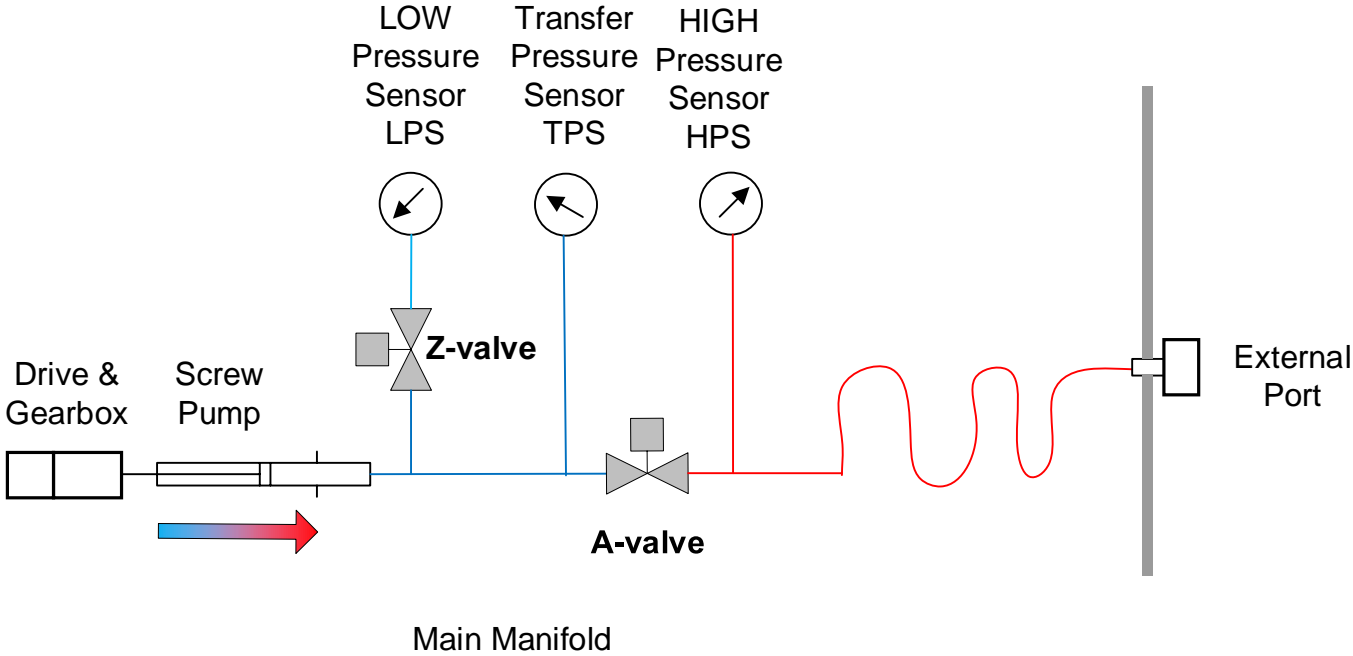 LOW
Pressure
Sensor
LPS
Transfer
Pressure
Sensor
TPS
HIGH
Pressure
Sensor
HPS
Z-valve
Drive &
Gearbox
Screw
Pump
External
Port
A-valve
Main Manifold